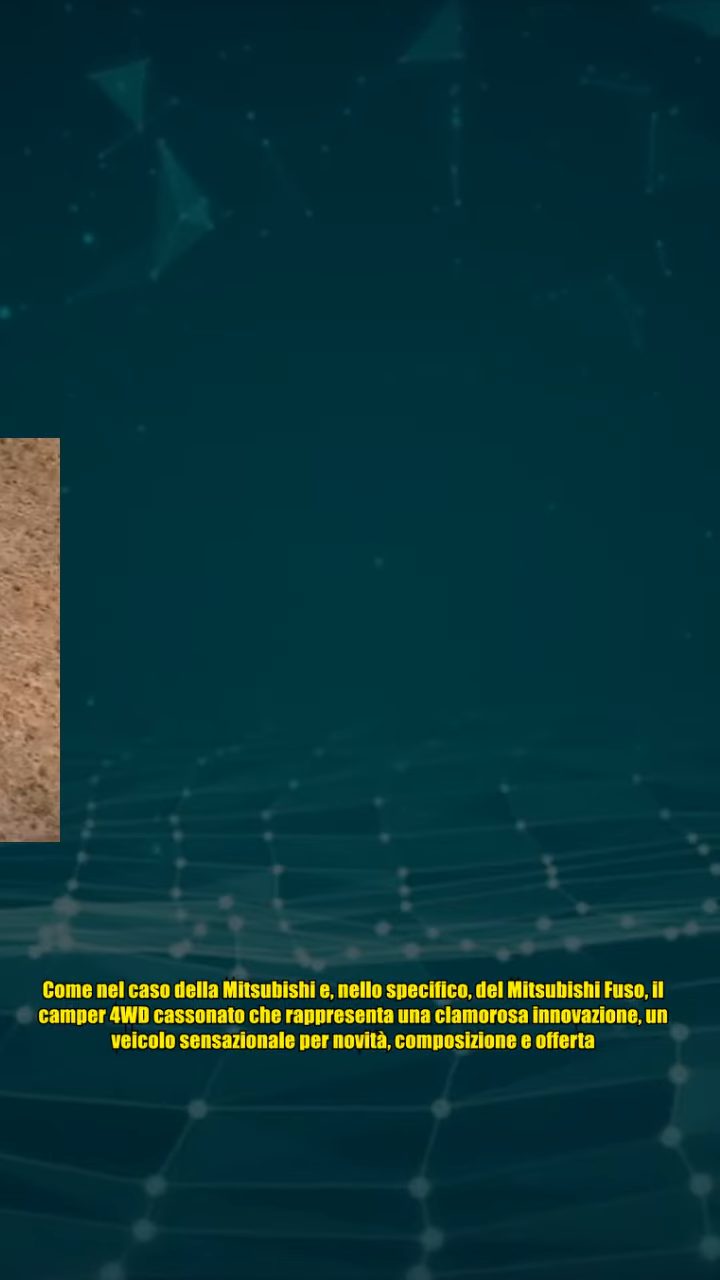 Come nel caso della Mitsubishi e, nello specifico, del Mitsubishi Fuso, il
camper 4WD cassonato che rappresenta una clamorosa innovazione, un
veicolo sensazionale per novità, composizione e offerta